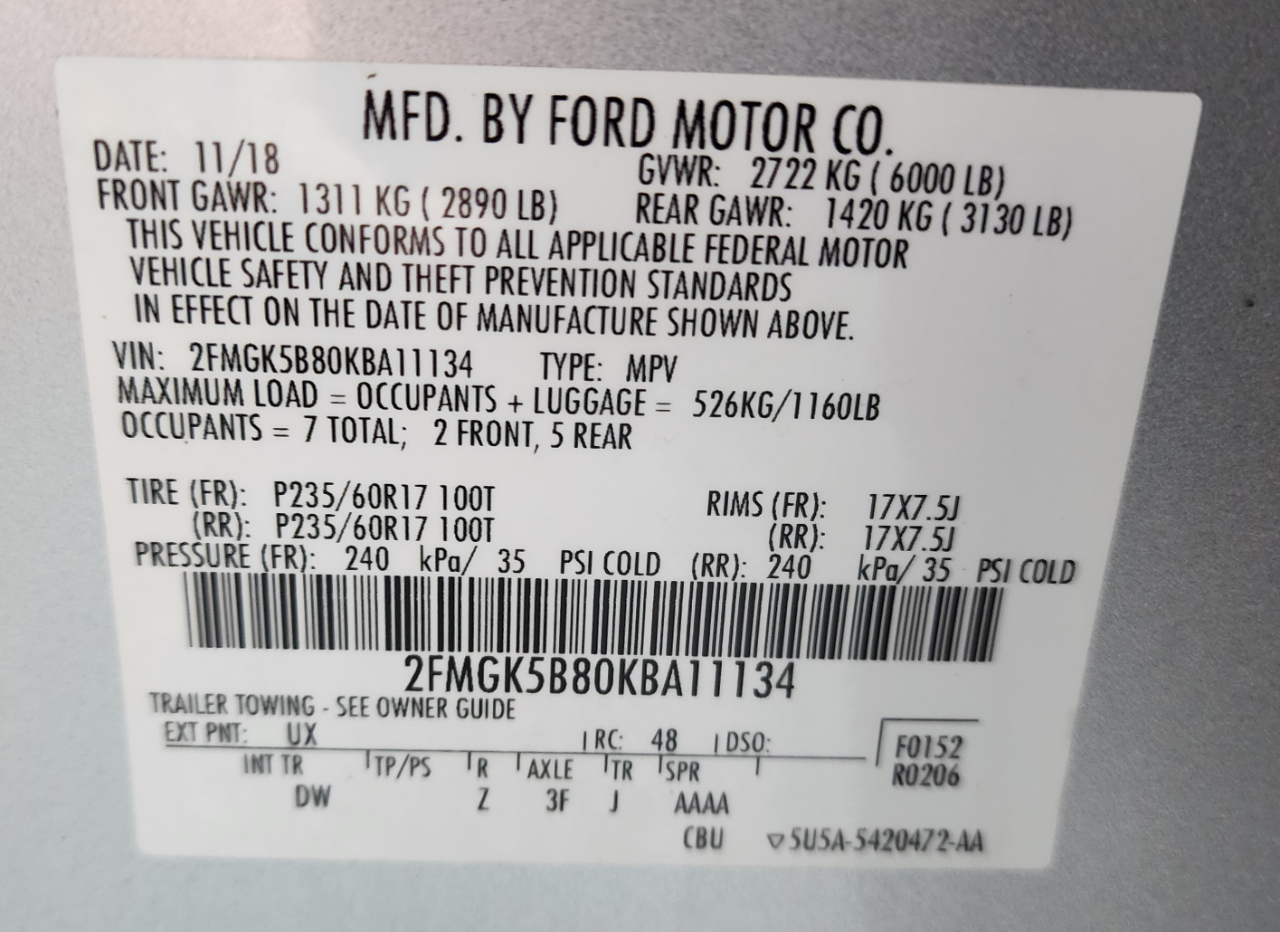 MFD. BY FORD MOTOR CO.
DATE: 11/18 GVWR: 2722 KG ( 6000 LB)
FRONT GAWR: 1311 KG ( 2890 LB) REAR GAWR: 1420 KG ( 3130 LB)
THIS VEHICLE CONFORMS TO ALL APPLICABLE FEDERAL MOTOR
VEHICLE SAFETY AND THEFT PREVENTION STANDARDS
IN EFFECT ON THE DATE OF MANUFACTURE SHOWN ABOVE.
VIN: 2FMGK5B80KBA11134 TYPE: MPV
MAXIMUM LOAD = OCCUPANTS + LUGGAGE = 526KG/1160LB
OCCUPANTS = 7 TOTAL; 2 FRONT, 5 REAR
TIRE (FR): P235/60R17 100T RIMS (FR): 17X7.5J
(RR): P235/60R17 100T (RR): 17X7.5J
PRESSURE (FR): 240 kPa/ 35 PSI COLD (RR): 240 kPa/ 35 PSI COLD
2FMGK5B80KBA11134
TRAILER TOWING - SEE OWNER GUIDE
EXT PNT: UX RC: 48 DSO: F0152
INT TR TP/PS R AXLE TR SPR R0206
DW Z 3F J AAAA
CBU ▽5U5A-5420472-AA